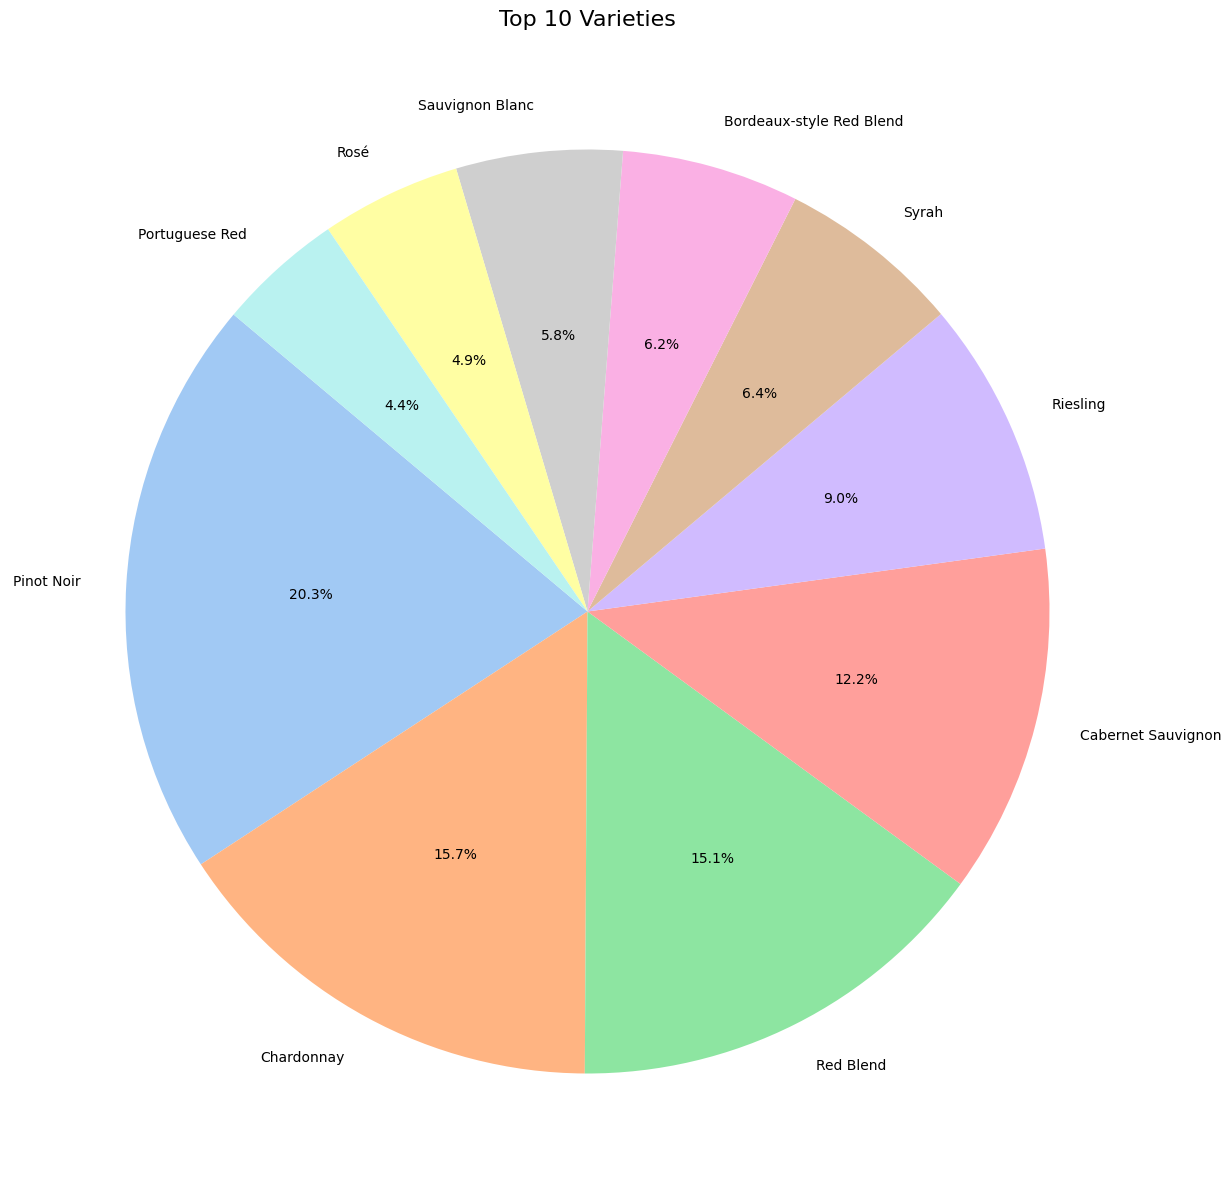 Top 10 Varieties
Sauvignon Blanc
Bordeaux-style Red Blend
Rosé
Syrah
Portuguese Red
5.8%
6.2%
4.9%
6.4%
4.4%
Riesling
9.0%
Pinot Noir
20.3%
12.2%
Cabernet Sauvignon
15.7%
15.1%
Chardonnay
Red Blend